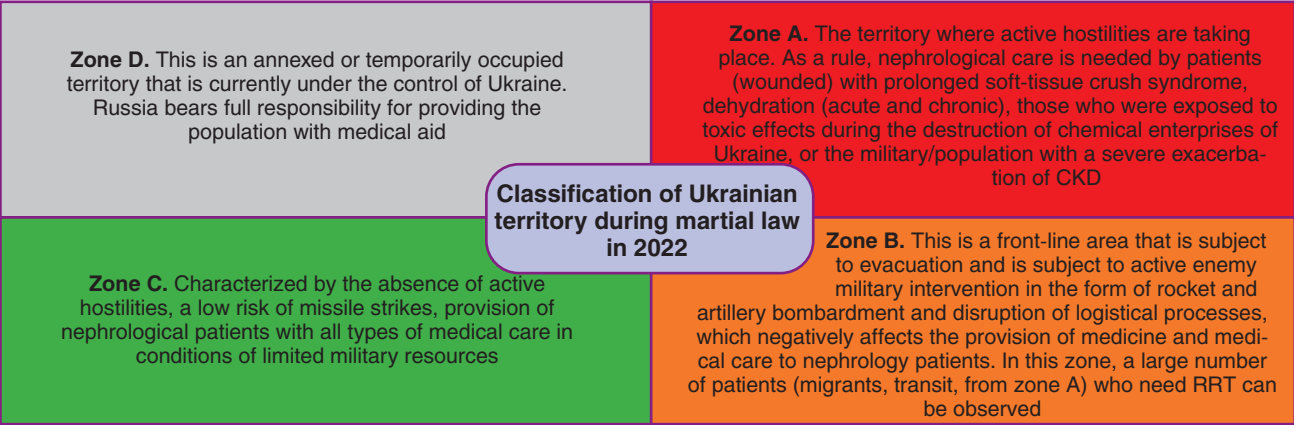 Zone D. This is an annexed or temporarily occupied
territory that is currently under the control of Ukraine.
Russia bears full responsibility for providing the
population with medical aid
Zone A. The territory where active hostilities are taking
place. As a rule, nephrological care is needed by patients
(wounded) with prolonged soft-tissue crush syndrome,
dehydration (acute and chronic), those who were exposed to
toxic effects during the destruction of chemical enterprises of
Ukraine, or the military/population with a severe exacerba-
tion of CKD
Classification of Ukrainian
territory during martial law
in 2022
Zone C. Characterized by the absence of active
hostilities, a low risk of missile strikes, provision of
nephrological patients with all types of medical care in
conditions of limited military resources
Zone B. This is a front-line area that is subject
to evacuation and is subject to active enemy
military intervention in the form of rocket and
artillery bombardment and disruption of logistical processes,
which negatively affects the provision of medicine and medi-
cal care to nephrology patients. In this zone, a large number
of patients (migrants, transit, from zone A) who need RRT can
be observed